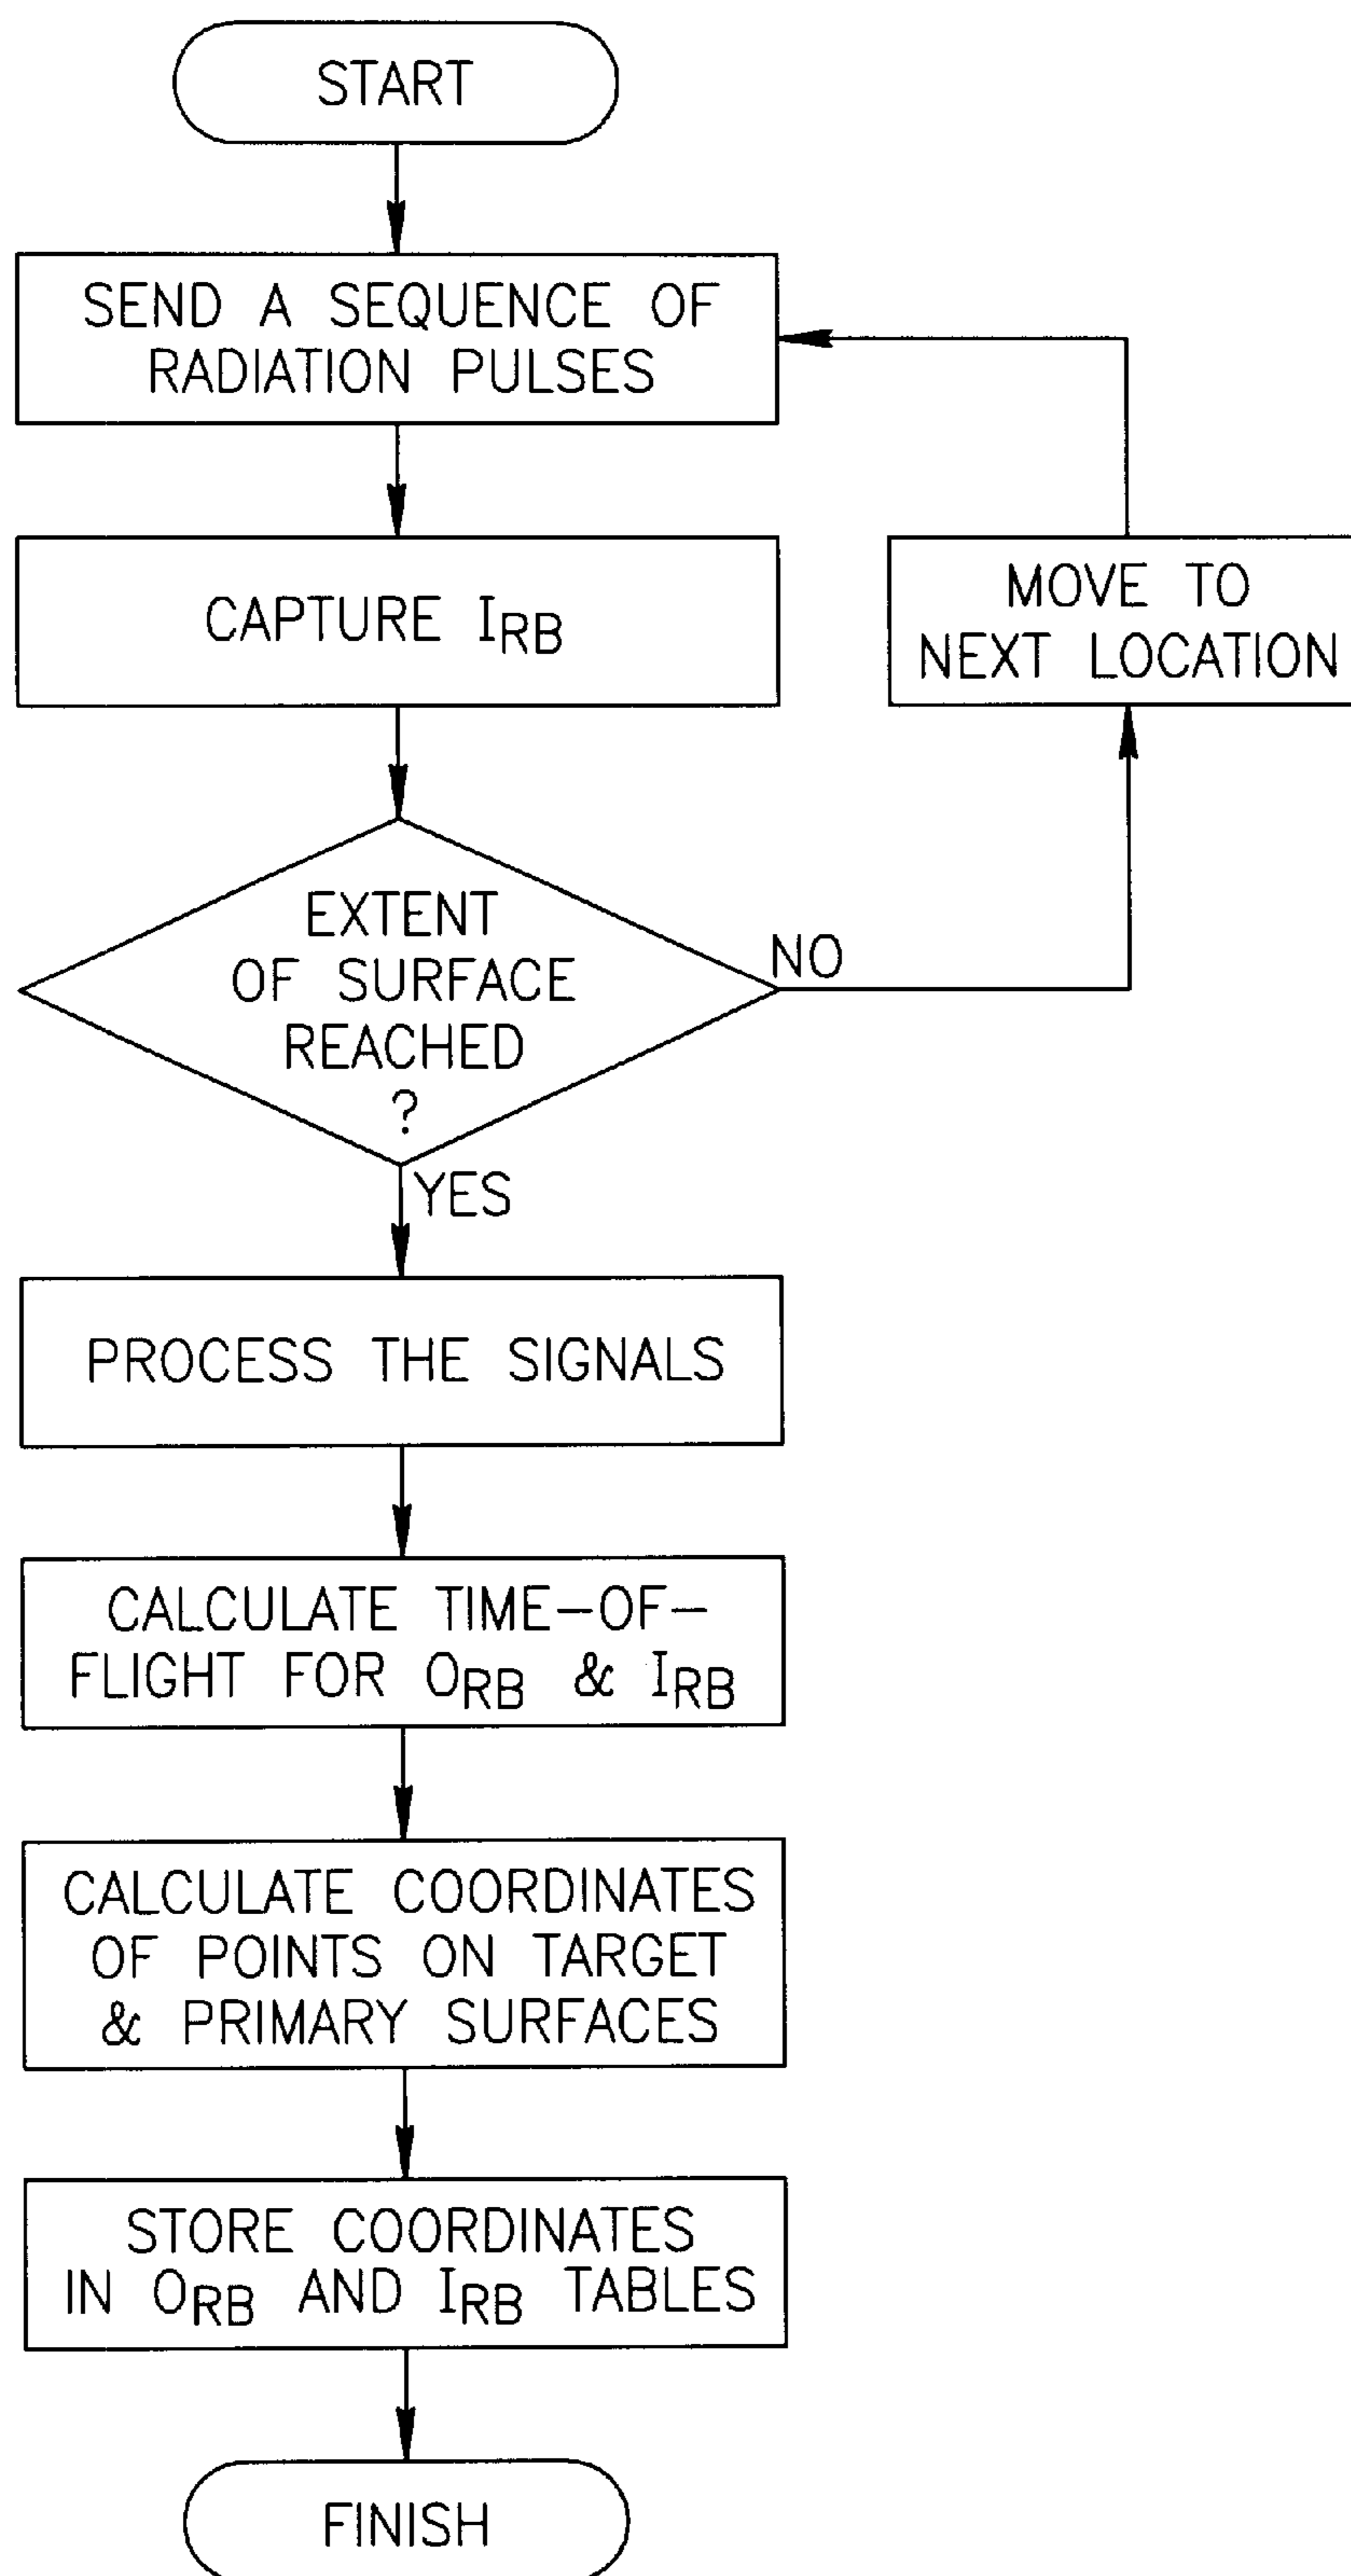 START
SEND A SEQUENCE OF
RADIATION PULSES
CAPTURE IRB
MOVE TO
NEXT LOCATION
EXTENT
OF SURFACE
REACHED
?
NO
YES
PROCESS THE SIGNALS
CALCULATE TIME-OF-
FLIGHT FOR ORB & IRB
CALCULATE COORDINATES
OF POINTS ON TARGET
& PRIMARY SURFACES
STORE COORDINATES
IN ORB AND IRB TABLES
FINISH